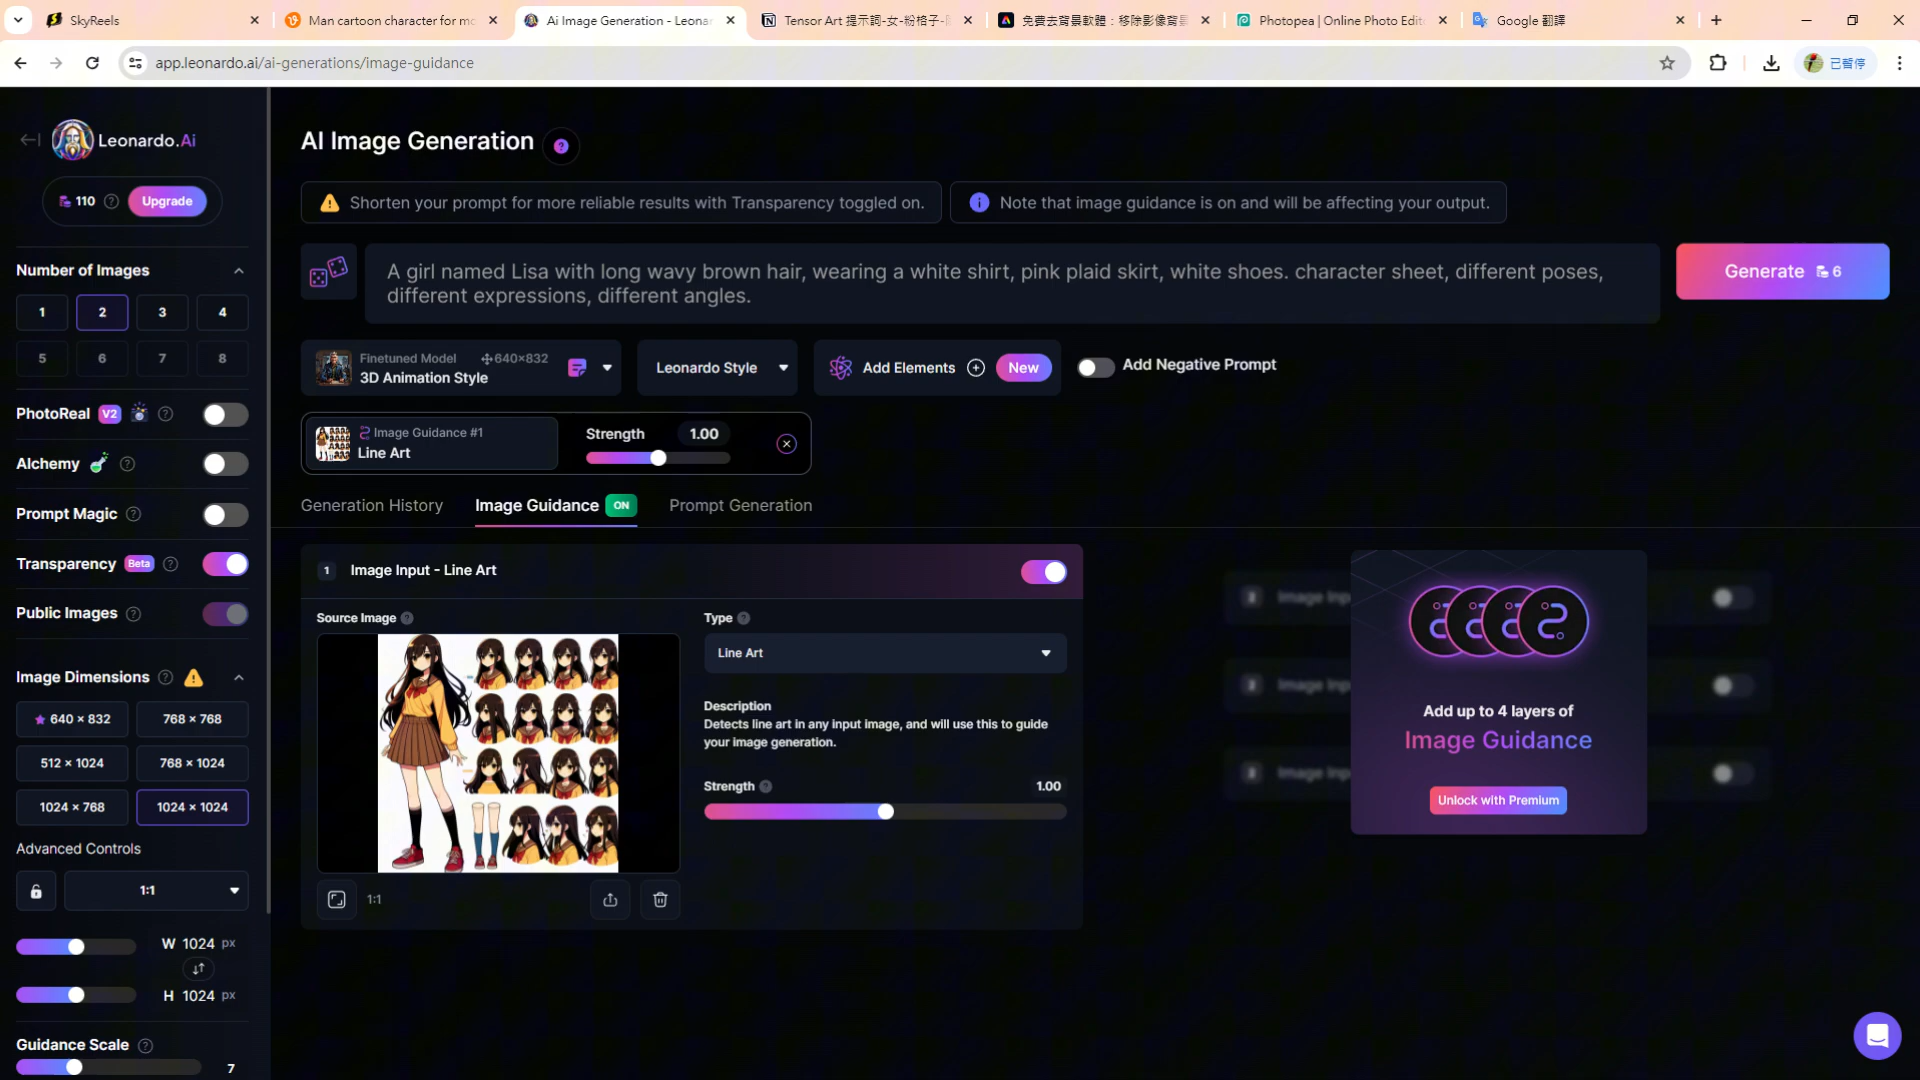 SkyReels
Man cartoon character for mo
Ai Image Generation - Leonar
Tensor Art 提示詞-女-粉格子-
免費去背景軟體：移除影像背景
Photopea | Online Photo Edit
Google 翻譯
app.leonardo.ai/ai-generations/image-guidance
已暫停
Leonardo.Ai
110
Upgrade
Number of Images
1
2
3
4
5
6
7
8
PhotoReal V2
Alchemy
Prompt Magic
Transparency Beta
Public Images
Image Dimensions
640 × 832
768 × 768
512 × 1024
768 × 1024
1024 × 768
1024 × 1024
Advanced Controls
1:1
W 1024 px
H 1024 px
Guidance Scale
7
AI Image Generation
Shorten your prompt for more reliable results with Transparency toggled on.
Note that image guidance is on and will be affecting your output.
A girl named Lisa with long wavy brown hair, wearing a white shirt, pink plaid skirt, white shoes. character sheet, different poses,
different expressions, different angles.
Generate 6
Finetuned Model
640×832
3D Animation Style
Leonardo Style
Add Elements
New
Add Negative Prompt
Image Guidance #1
Line Art
Strength
1.00
Generation History
Image Guidance ON
Prompt Generation
1
Image Input - Line Art
Source Image
1:1
Type
Line Art
Description
Detects line art in any input image, and will use this to guide
your image generation.
Strength
1.00
Image Inp
Image Inp
Image Inp
Add up to 4 layers of
Image Guidance
Unlock with Premium